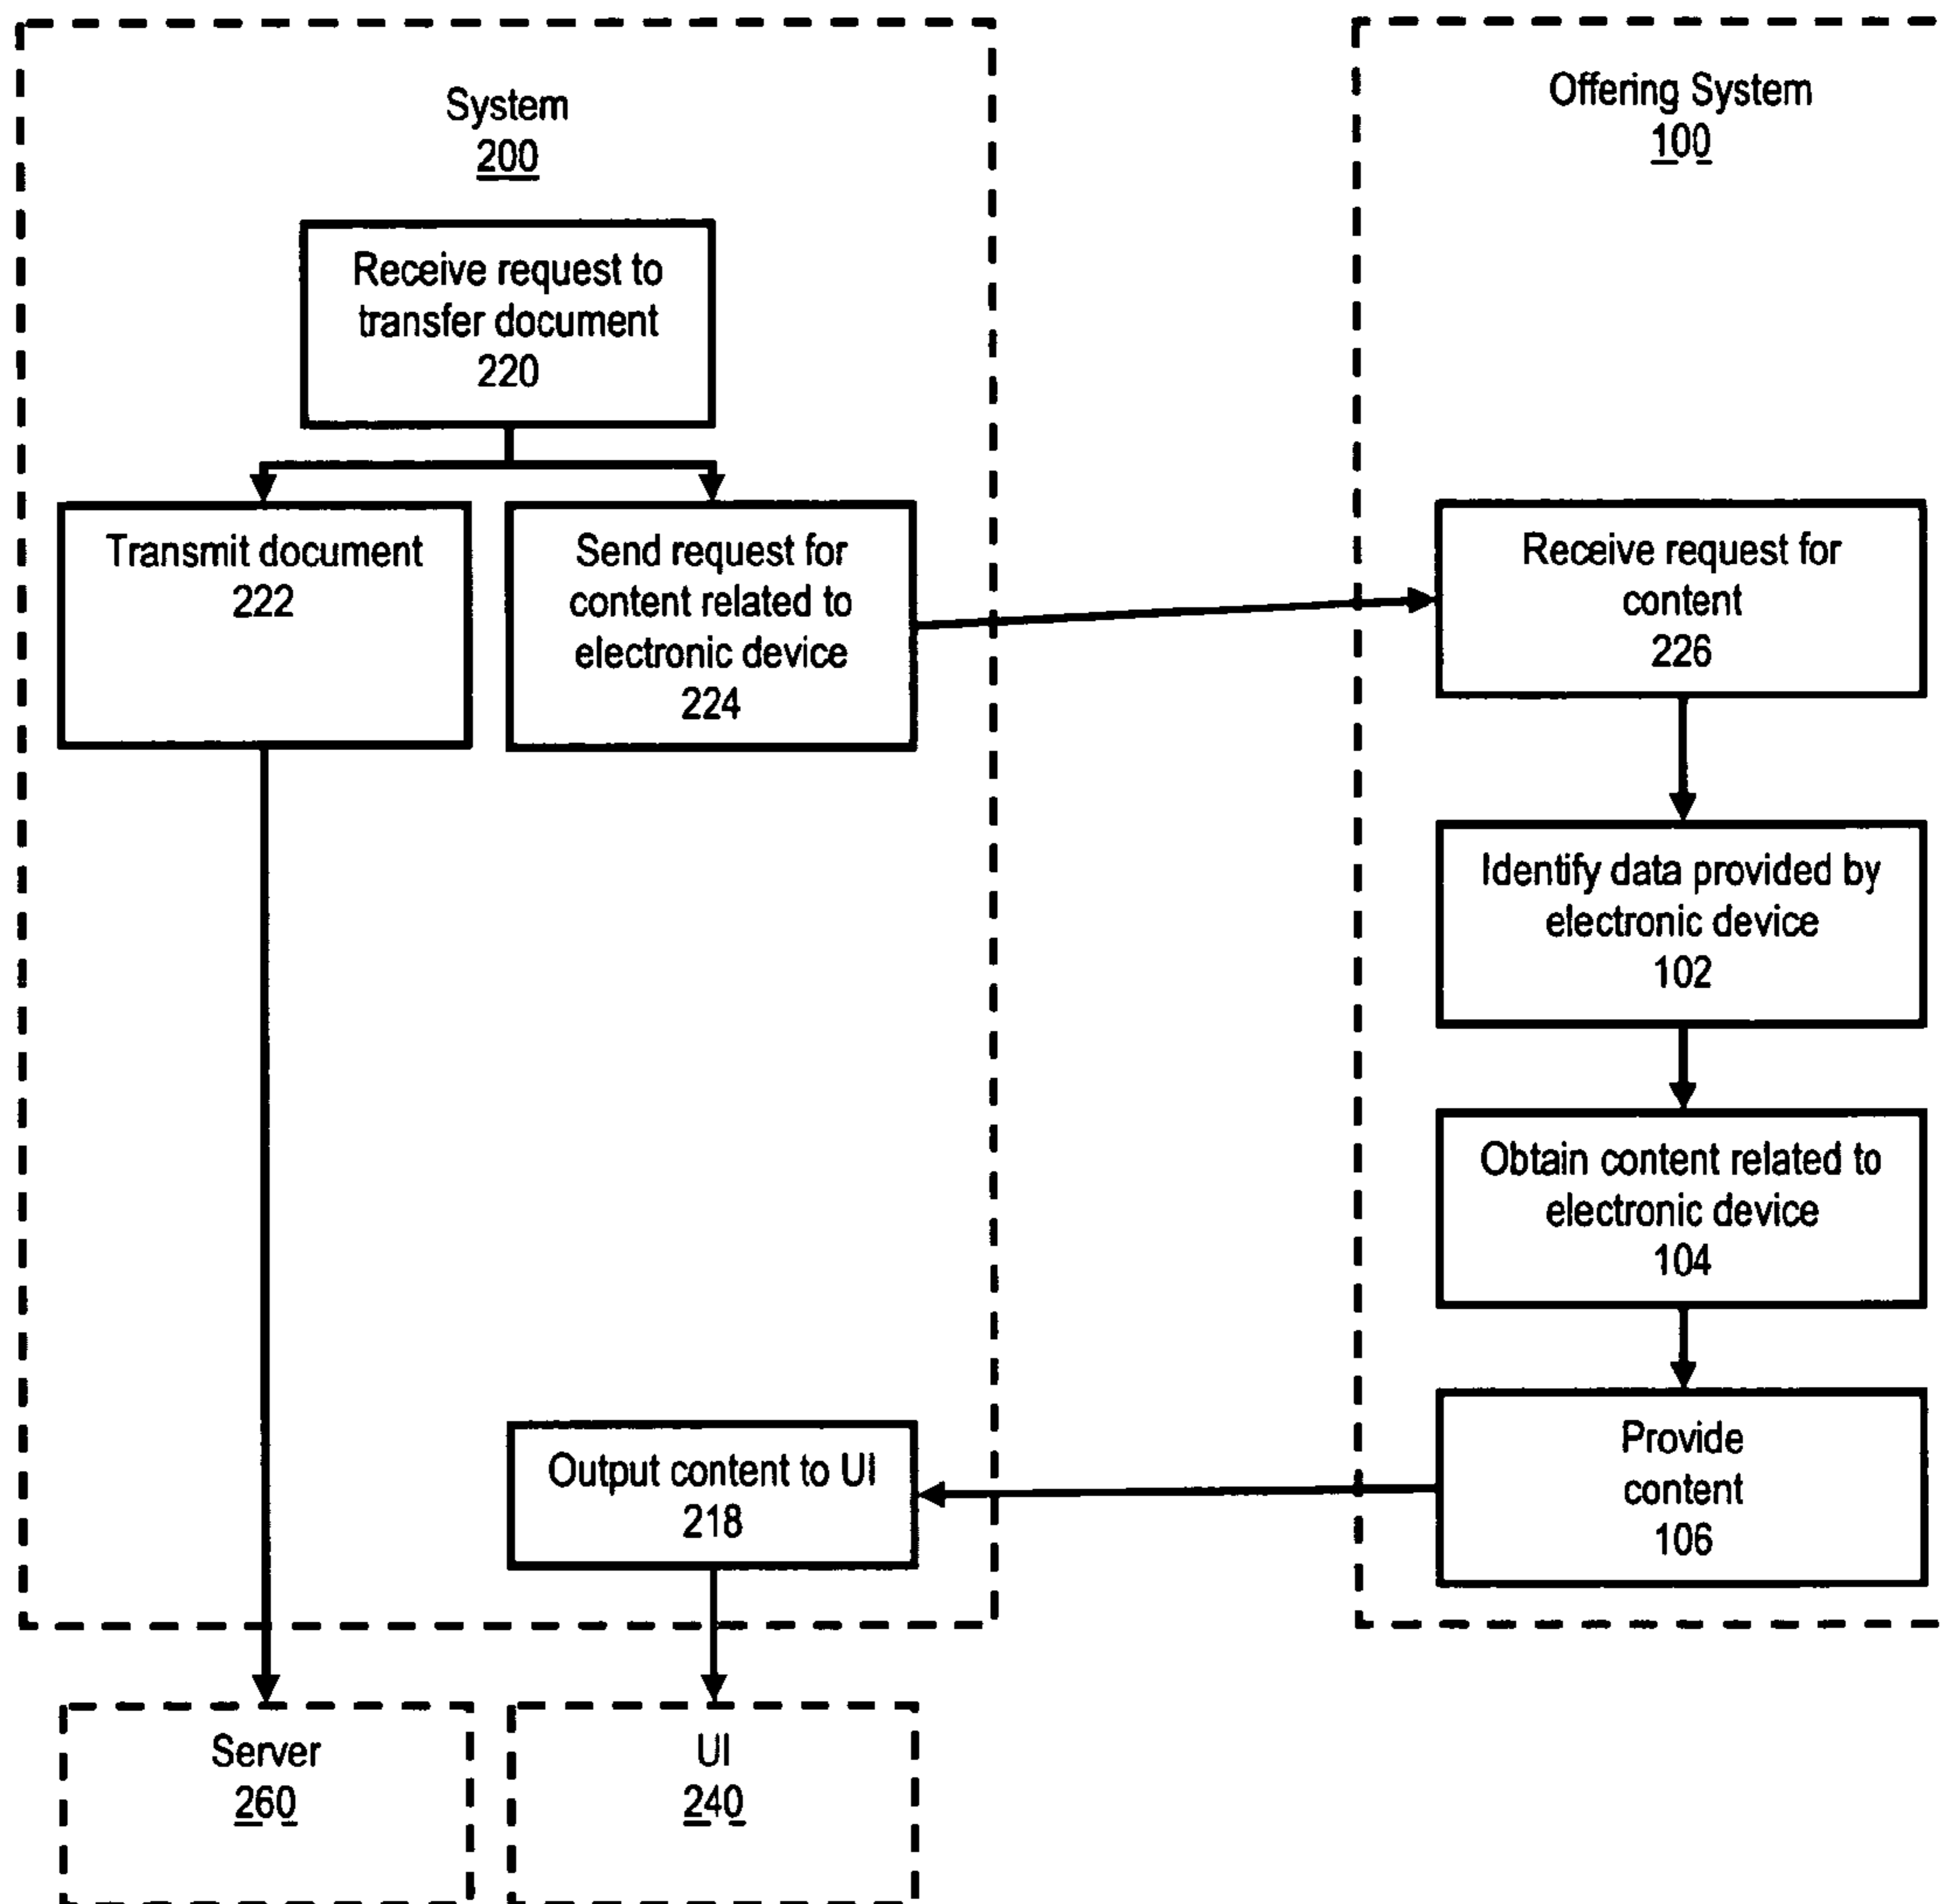 System
200
Receive request to
transfer document
220
Transmit document
222
Send request for
content related to
electronic device
224
Output content to UI
218
Server
260
UI
240
Offering System
100
Receive request for
content
226
Identify data provided by
electronic device
102
Obtain content related to
electronic device
104
Provide
content
106